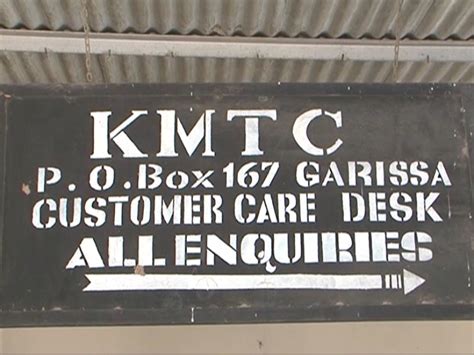 KMTC
P.O.Box 167 GARISSA
CUSTOMER CARE DESK
ALL ENQUIRIES